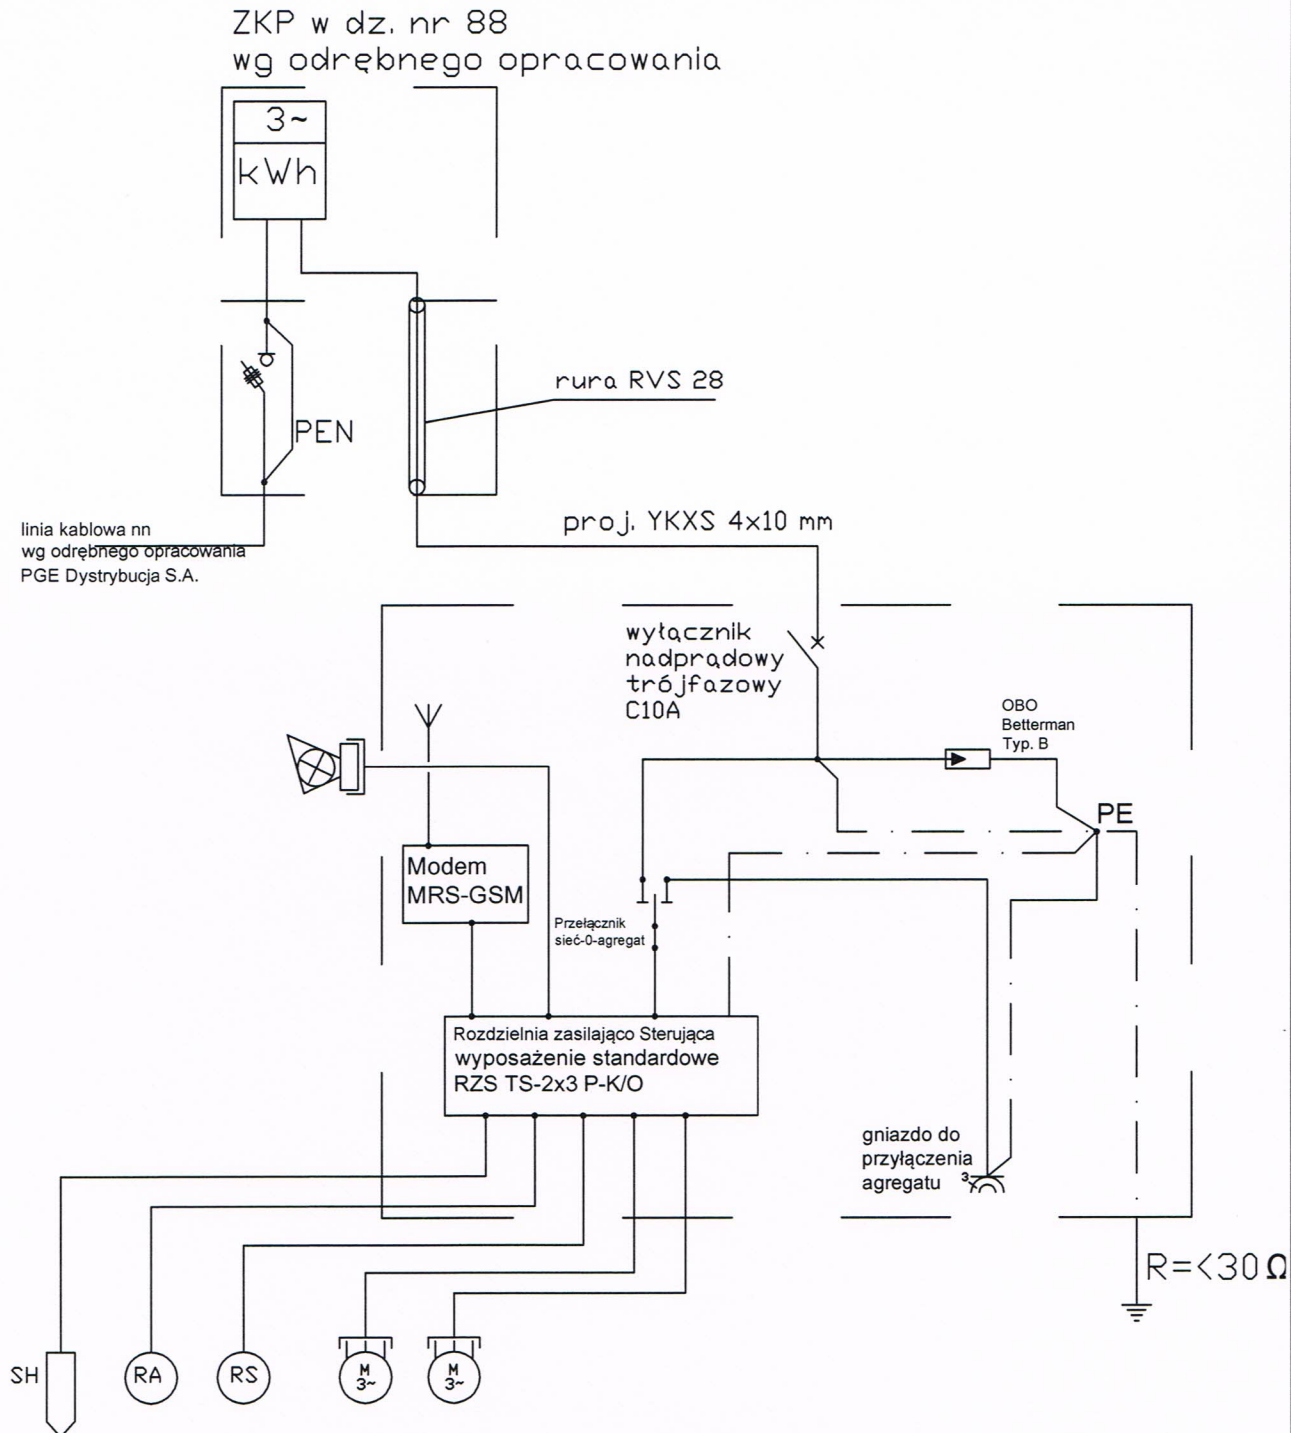 ZKP w dz. nr 88
wg odrębnego opracowania
3~
kWh
rura RVS 28
PEN
proj. YKXS 4x10 mm
linia kablowa nn
wg odrębnego opracowania
PGE Dystrybucja S.A.
wyłącznik
nadprądowy
trójfazowy
C10A
OBO
Betterman
Typ. B
PE
Modem
MRS-GSM
Przełącznik
sieć-0-agregat
Rozdzielnia zasilająco Sterująca
wyposażenie standardowe
RZS TS-2x3 P-K/O
gniazdo do
przyłączenia
agregatu
3
R=<30Ω
SH
RA
RS
M
3~
M
3~